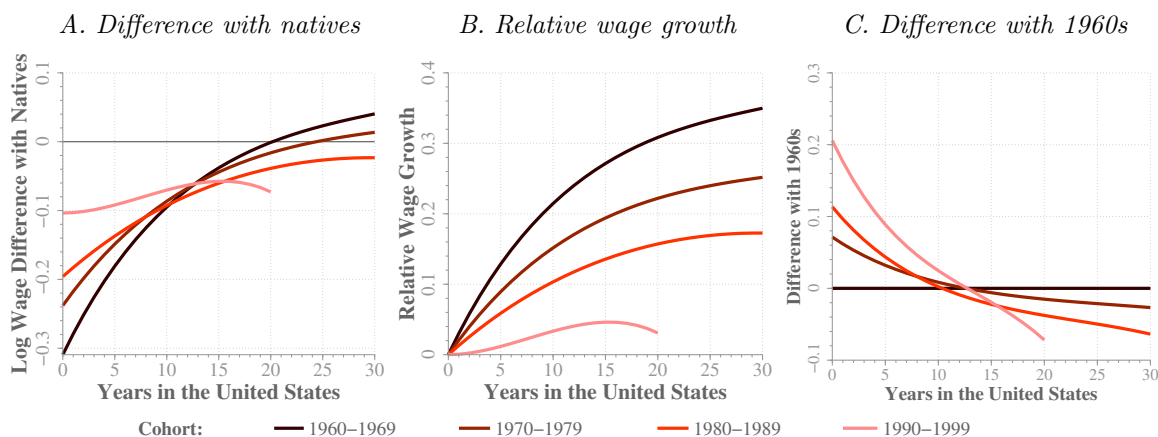 A. Difference with natives
B. Relative wage growth
C. Difference with 1960s
Log Wage Difference with Natives
0.1
0
−0.1
−0.2
−0.3
0 5 10 15 20 25 30
Years in the United States
Relative Wage Growth
0.4
0.3
0.2
0.1
0
0 5 10 15 20 25 30
Years in the United States
Difference with 1960s
0.3
0.2
0.1
0
−0.1
0 5 10 15 20 25 30
Years in the United States
Cohort: 1960−1969 1970−1979 1980−1989 1990−1999